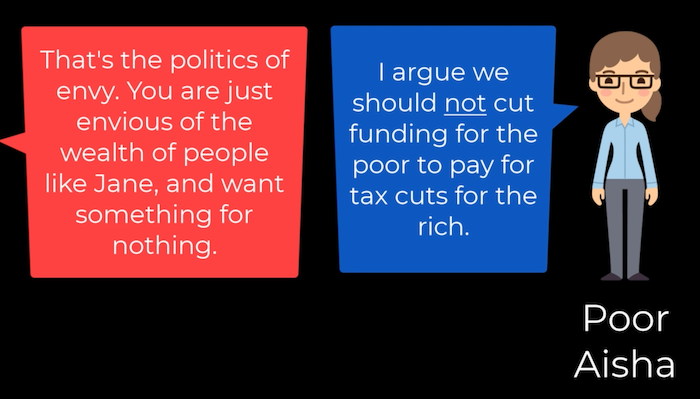 That's the politics of
envy. You are just
envious of the
wealth of people
like Jane, and want
something for
nothing.
I argue we
should not cut
funding for the
poor to pay for
tax cuts for the
rich.
Poor
Aisha